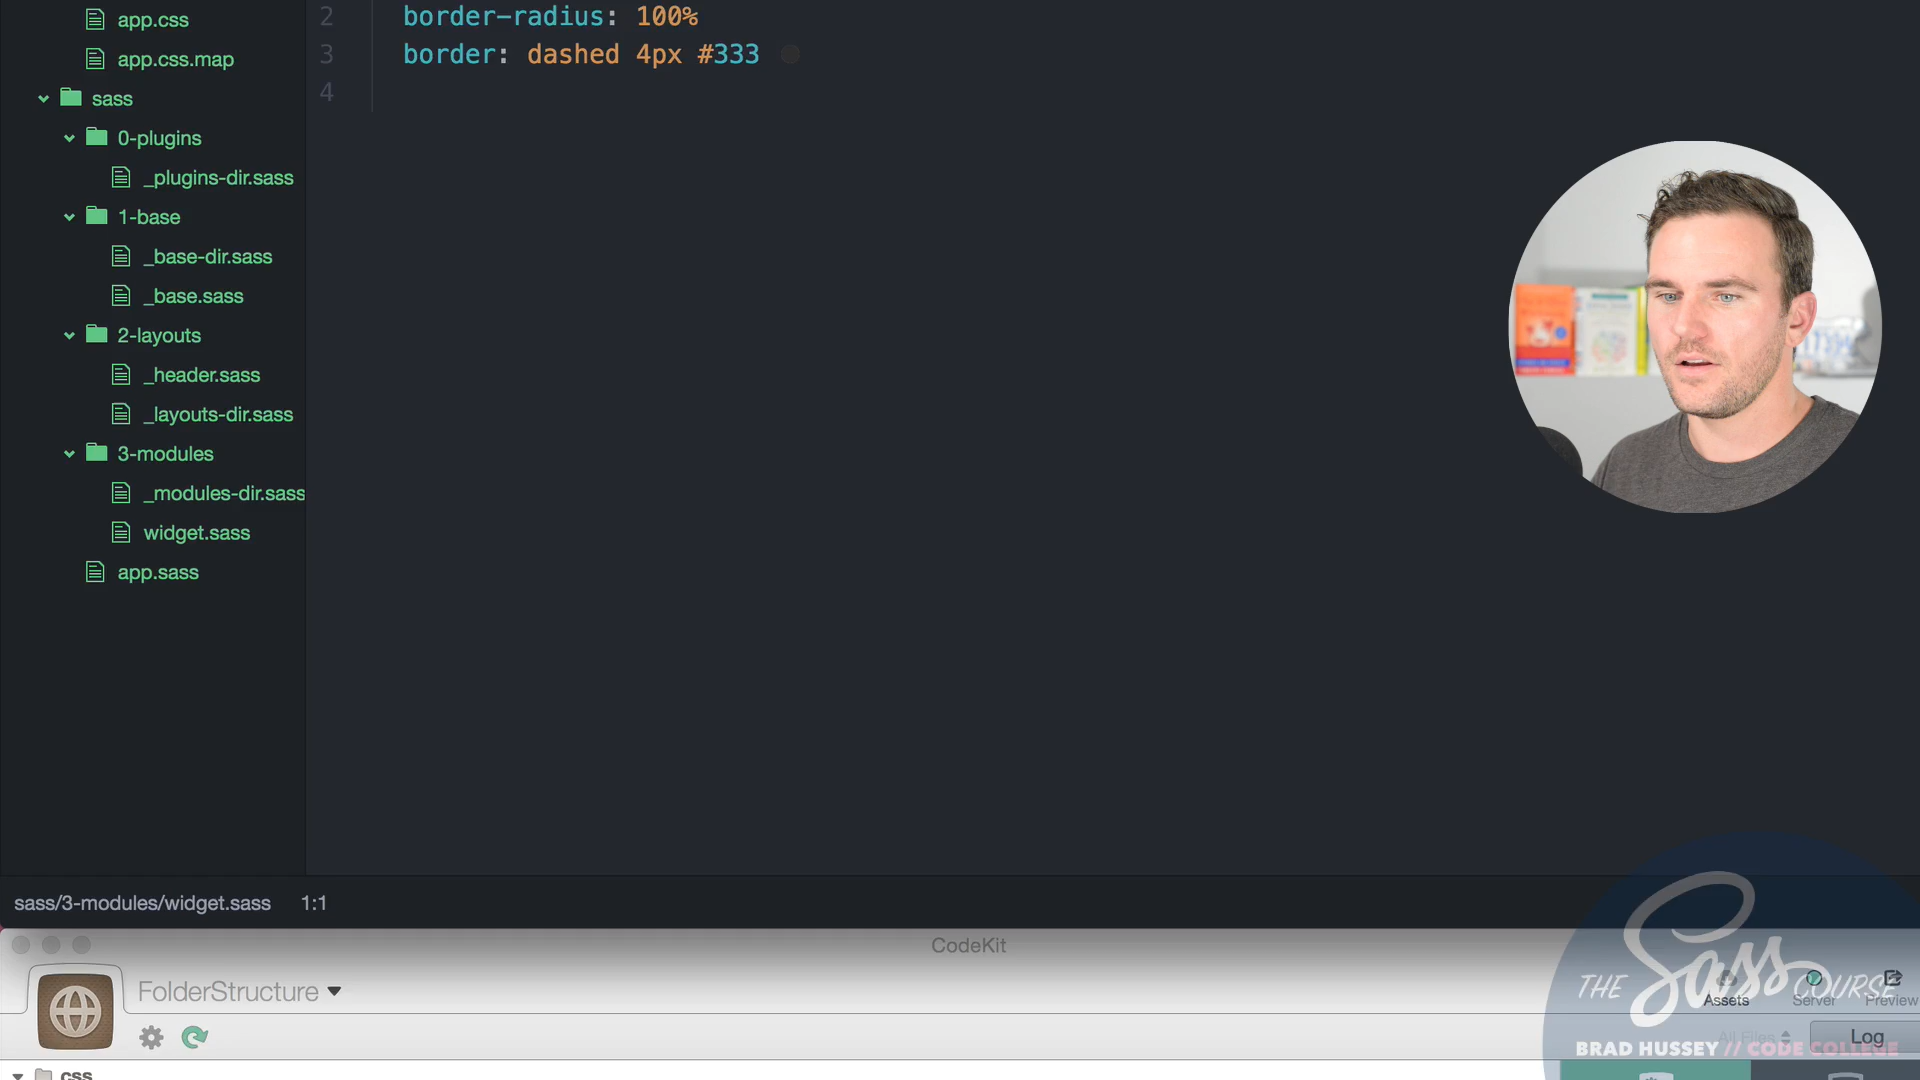 app.css
app.css.map
sass
0-plugins
_plugins-dir.sass
1-base
_base-dir.sass
_base.sass
2-layouts
_header.sass
_layouts-dir.sass
3-modules
_modules-dir.sass
widget.sass
app.sass
2 border-radius: 100%
3 border: dashed 4px #333
4
sass/3-modules/widget.sass 1:1
CodeKit
FolderStructure
Assets Server Preview
All Files Log
css
THE Sass COURSE
BRAD HUSSEY // CODE COLLEGE